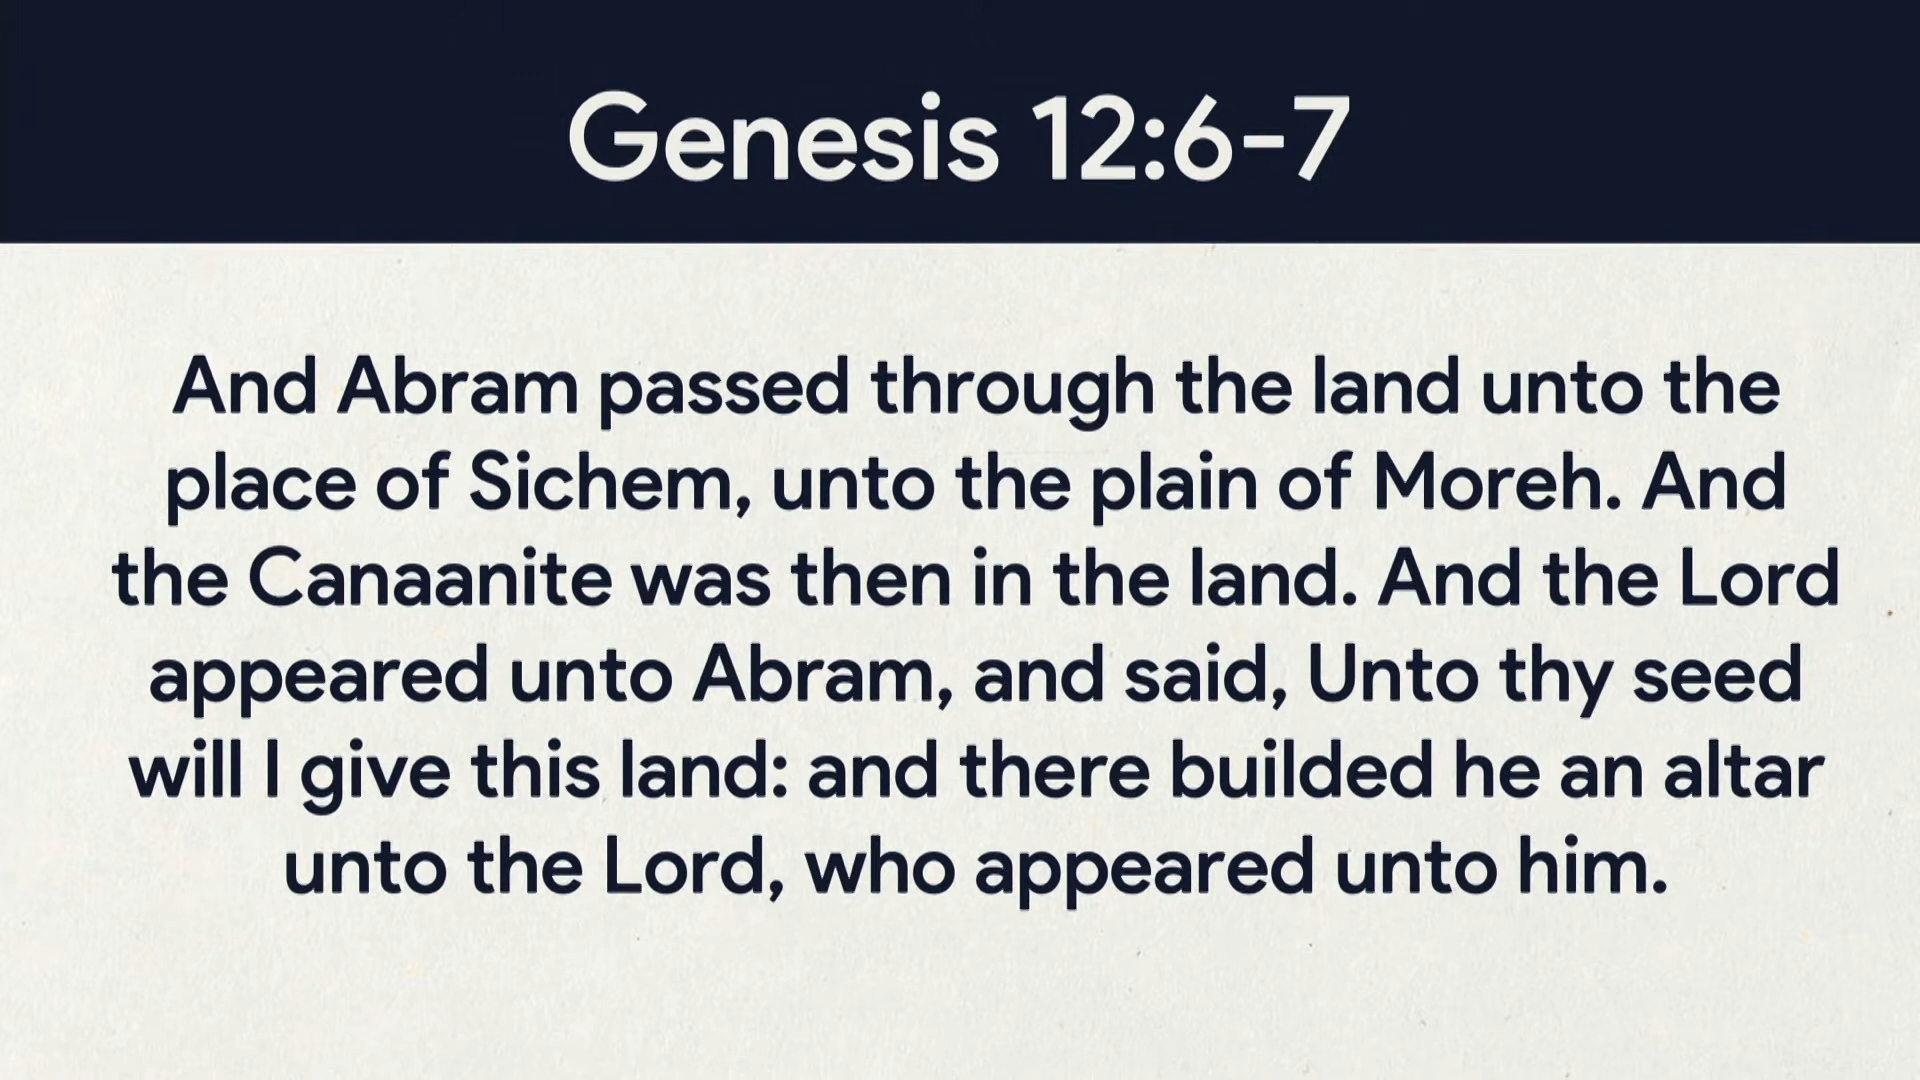 Genesis 12:6-7
And Abram passed through the land unto the
place of Sichem, unto the plain of Moreh. And
the Canaanite was then in the land. And the Lord
appeared unto Abram, and said, Unto thy seed
will I give this land: and there builded he an altar
unto the Lord, who appeared unto him.